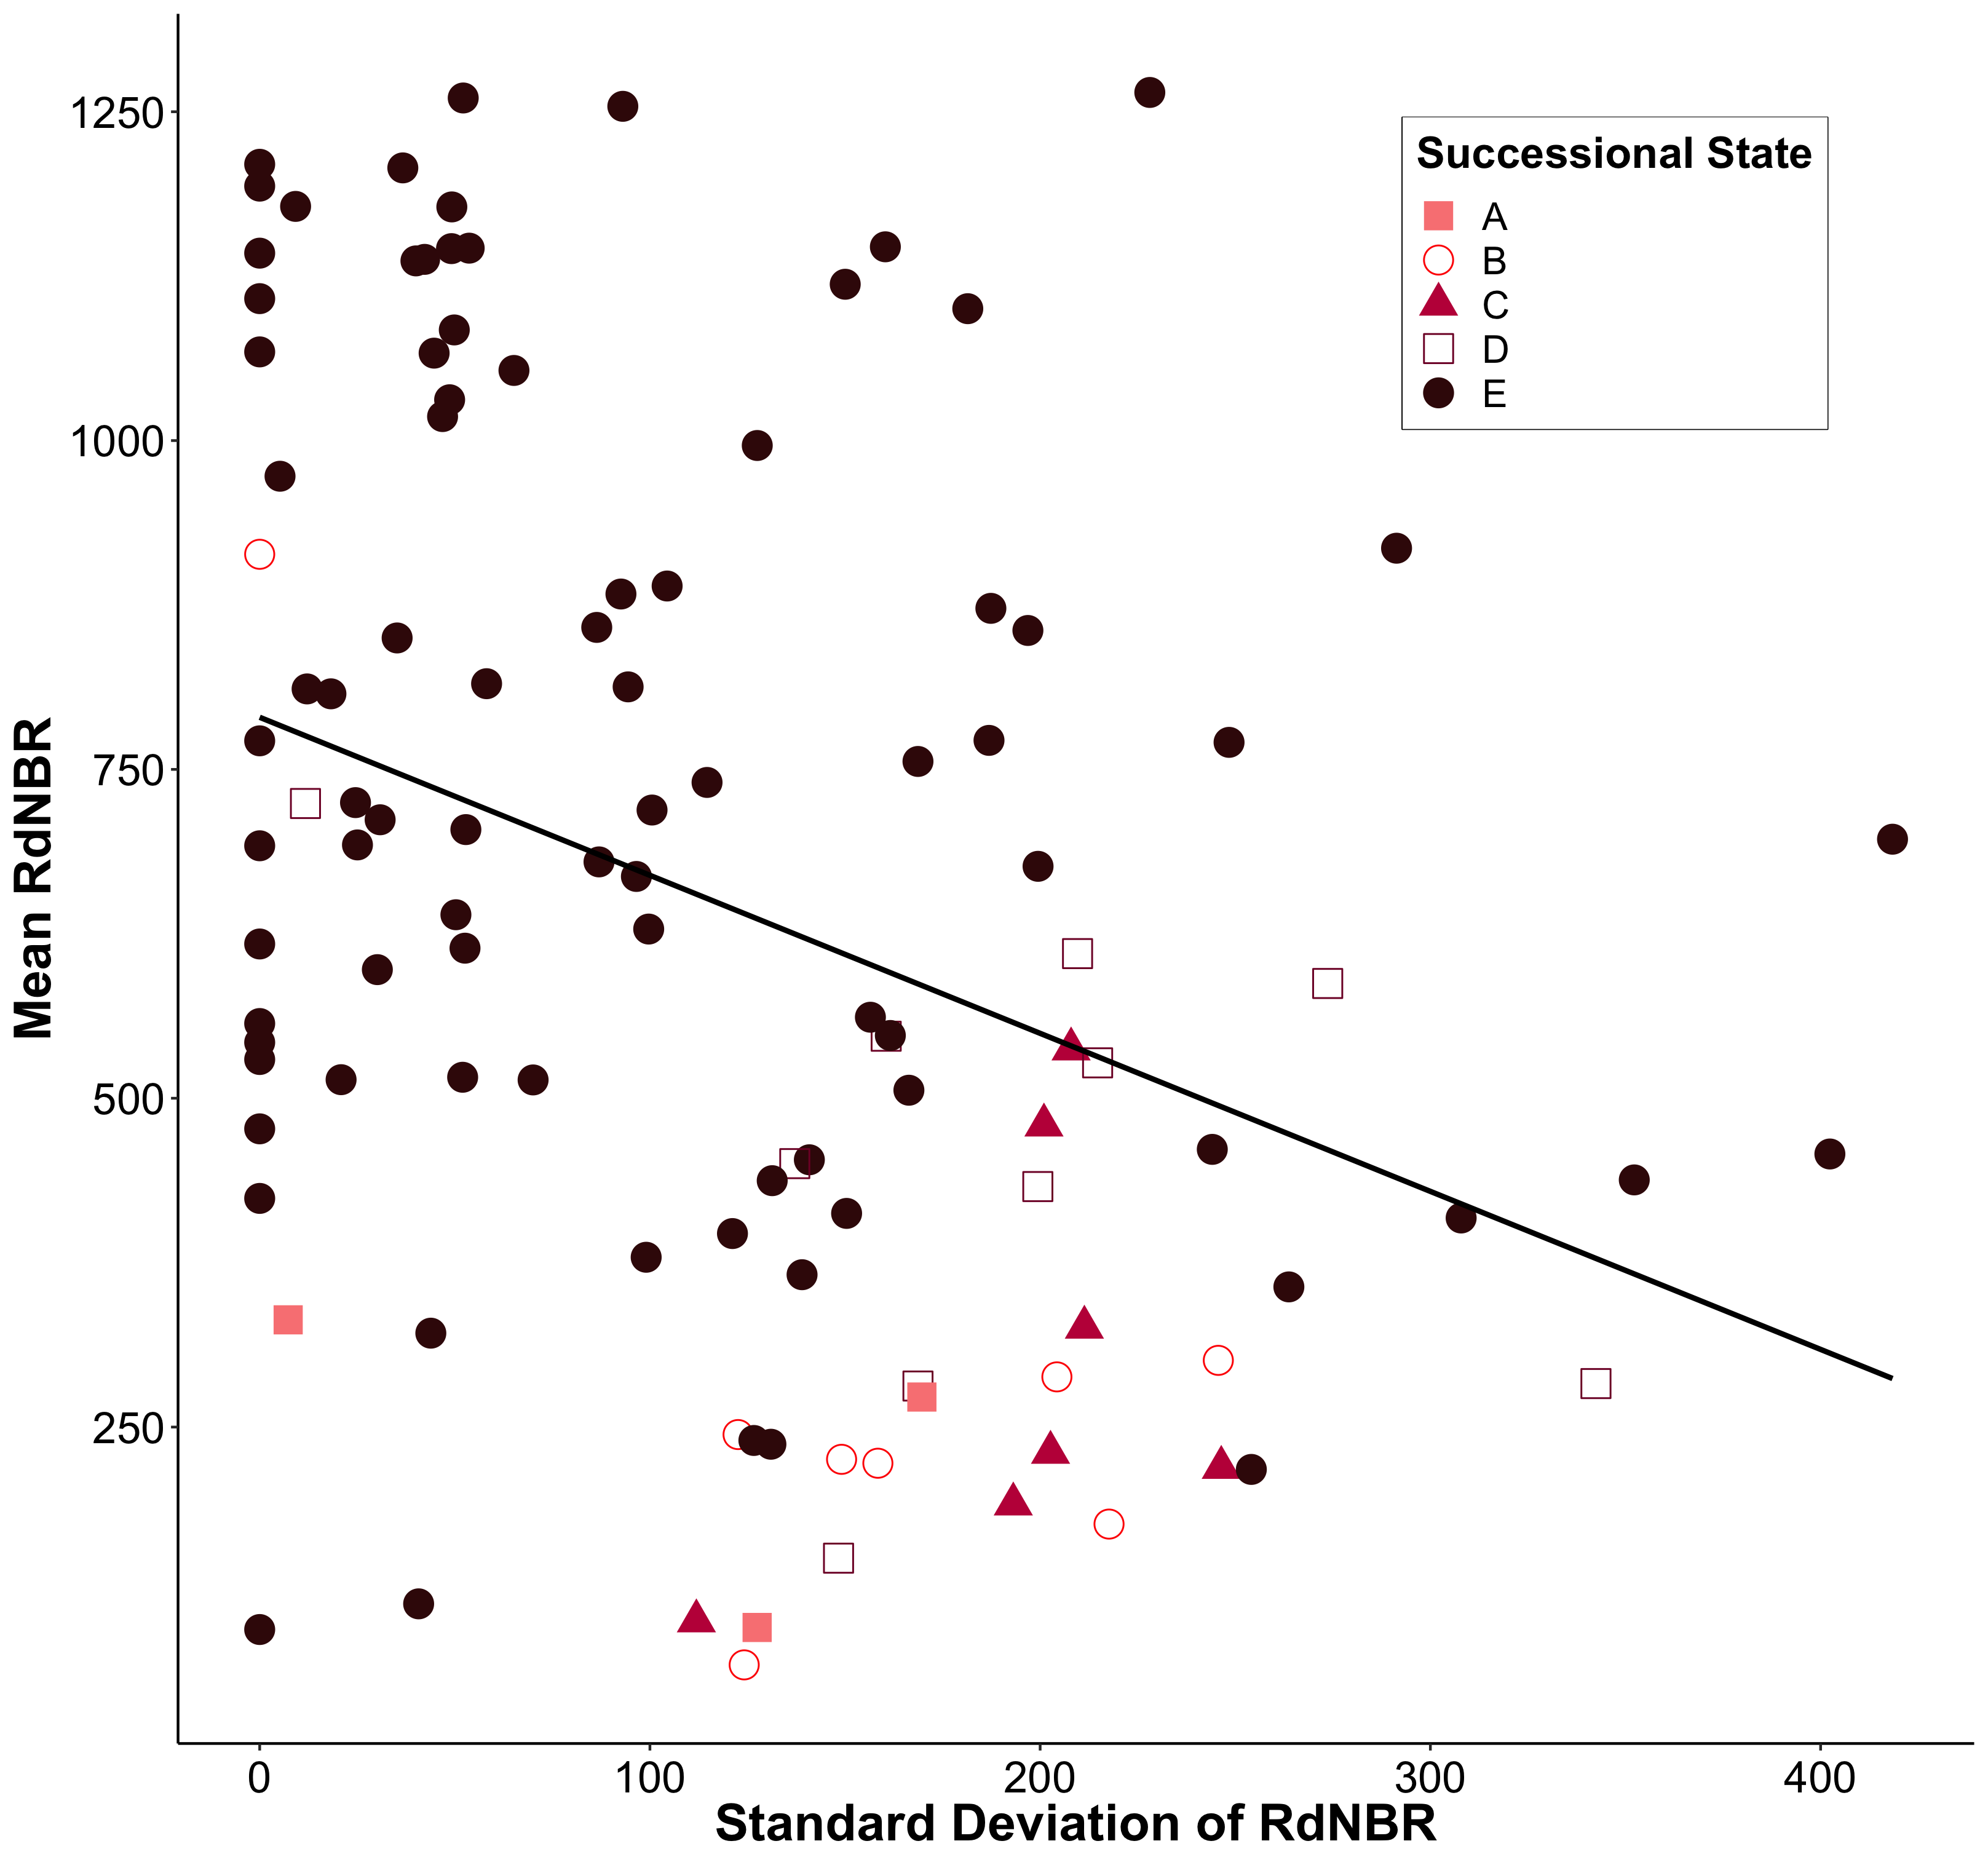 Successional State
A
B
C
D
E
Mean RdNBR
1250
1000
750
500
250
0 100 200 300 400
Standard Deviation of RdNBR